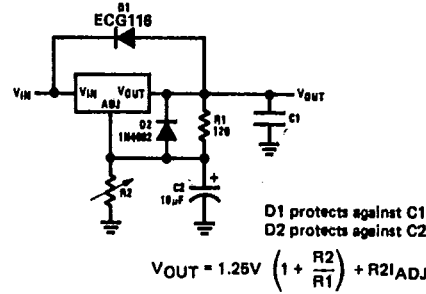 D1
ECG116
VIN
VIN VOUT
ADJ
VOUT
D2
1N4002
R1
120
C1
R2
C2
10µF
+
D1 protects against C1
D2 protects against C2
VOUT = 1.25V (1 + R2/R1) + R2IADJ